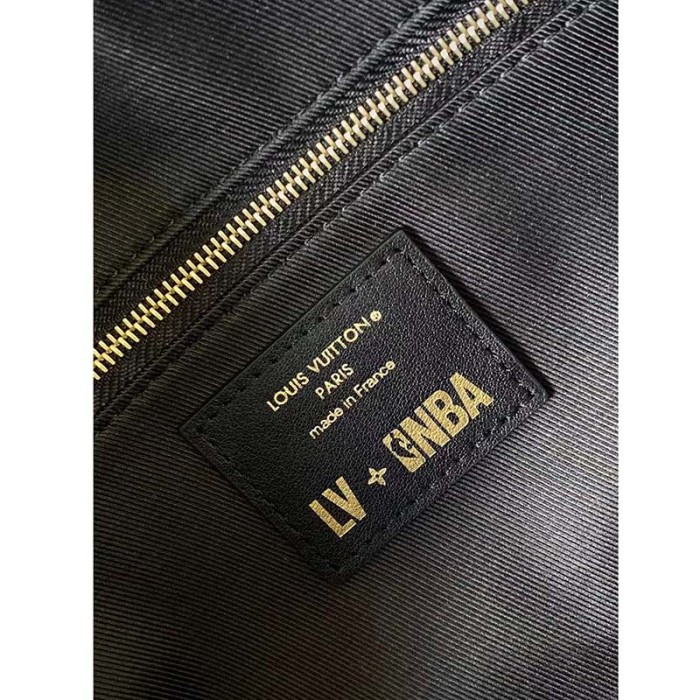 LOUIS VUITTON®
PARIS
made in France
LV + NBA